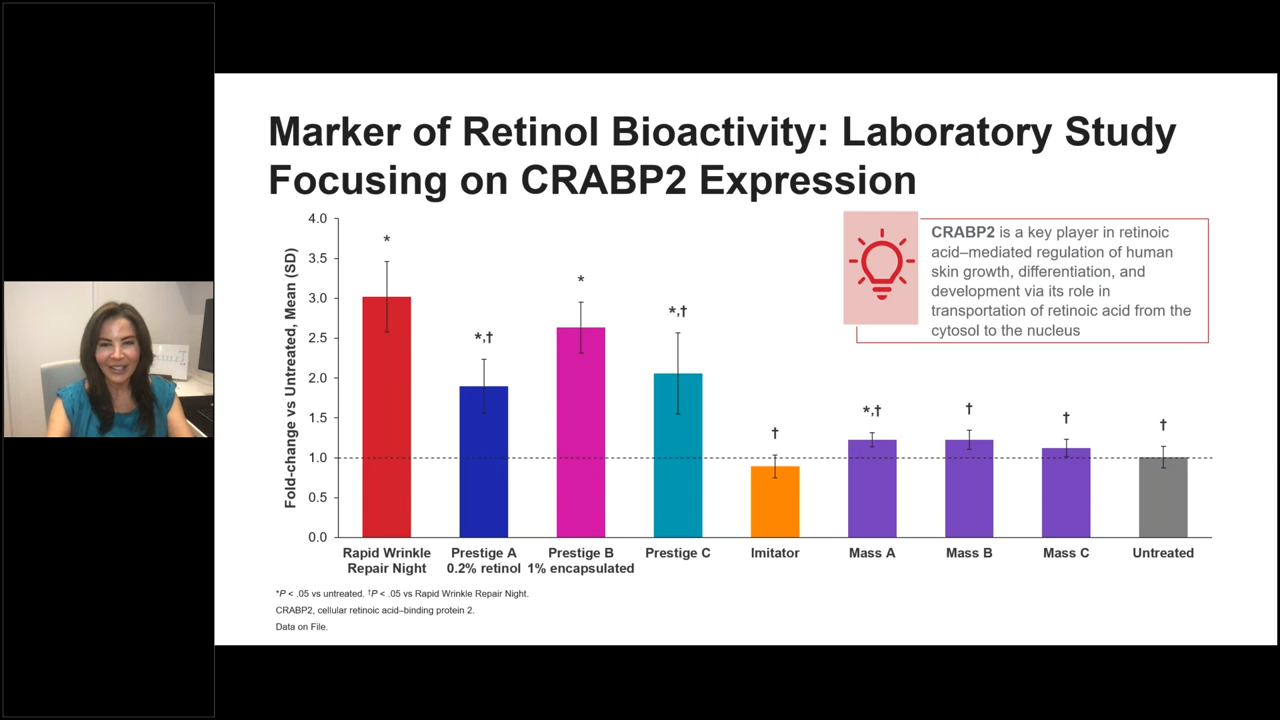 Marker of Retinol Bioactivity: Laboratory Study
Focusing on CRABP2 Expression
Fold-change vs Untreated, Mean (SD)
4.0
3.5
3.0
2.5
2.0
1.5
1.0
0.5
0.0
*
*,†
*
*,†
†
*,†
†
†
†
CRABP2 is a key player in retinoic
acid–mediated regulation of human
skin growth, differentiation, and
development via its role in
transportation of retinoic acid from the
cytosol to the nucleus
Rapid Wrinkle
Repair Night
Prestige A
0.2% retinol
Prestige B
1% encapsulated
Prestige C
Imitator
Mass A
Mass B
Mass C
Untreated
*P < .05 vs untreated. †P < .05 vs Rapid Wrinkle Repair Night.
CRABP2, cellular retinoic acid–binding protein 2.
Data on File.